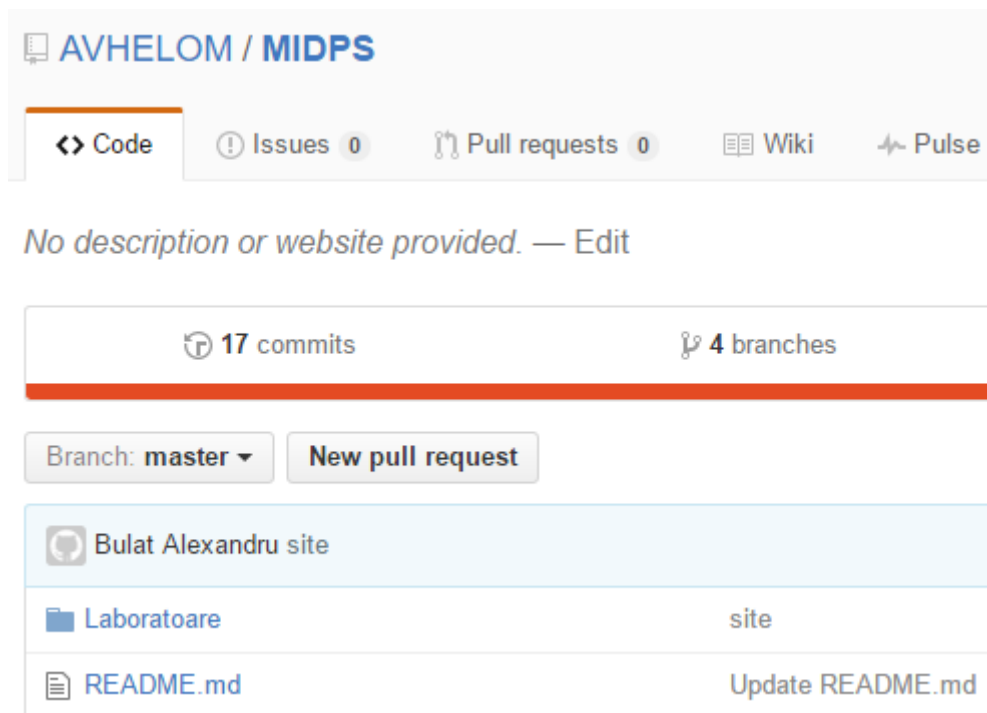 AVHELOM / MIDPS
Code Issues 0 Pull requests 0 Wiki Pulse
No description or website provided. — Edit
17 commits 4 branches
Branch: master New pull request
Bulat Alexandru site
Laboratoare site
README.md Update README.md